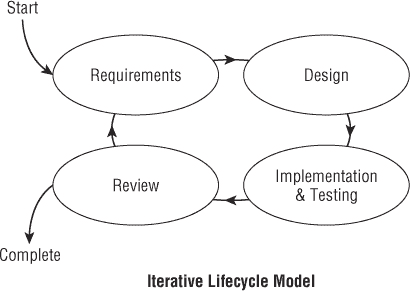 Start
Requirements
Design
Review
Implementation
& Testing
Complete
Iterative Lifecycle Model